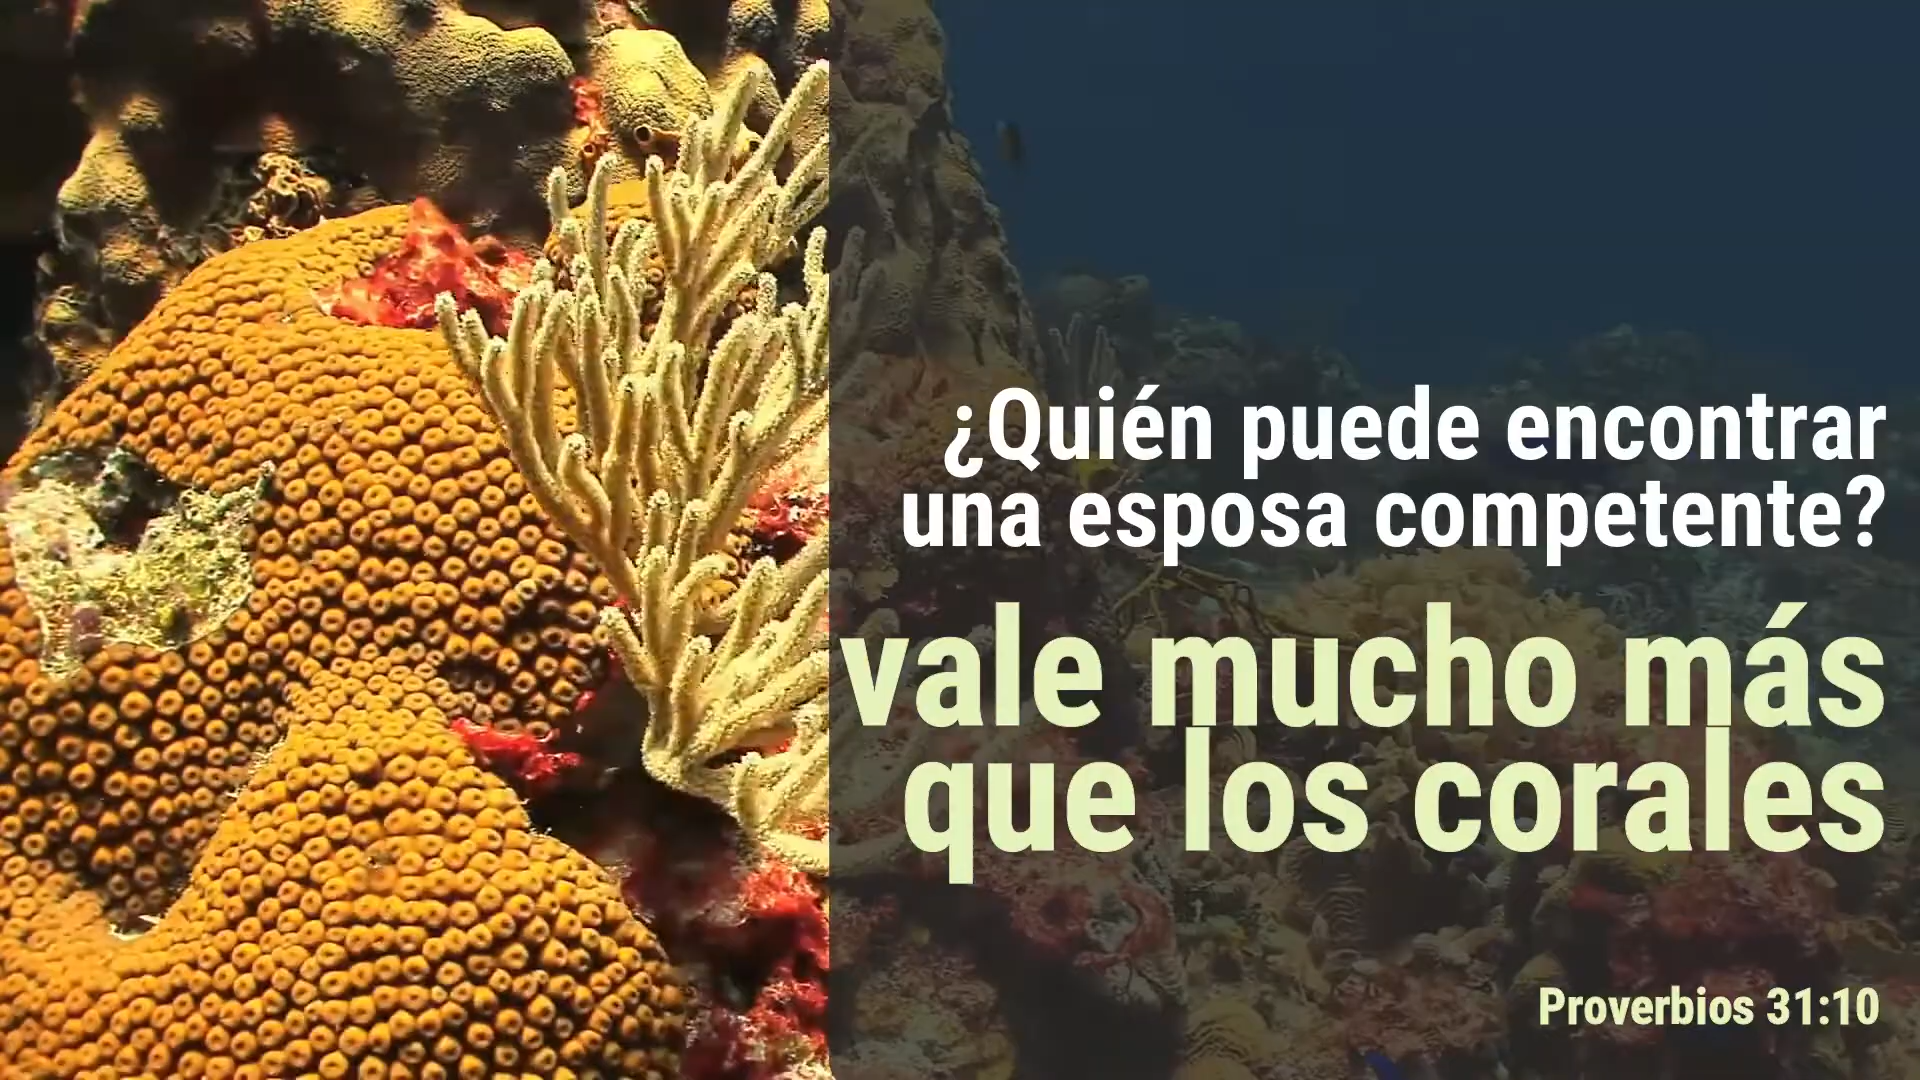 ¿Quién puede encontrar
una esposa competente?
vale mucho más
que los corales
Proverbios 31:10